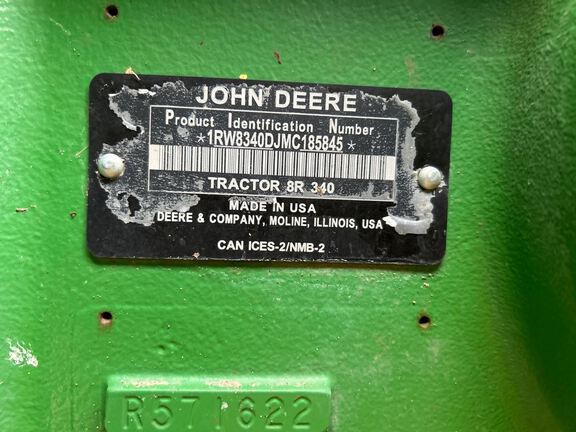 JOHN DEERE
Product Identification Number
*1RW8340DJMC185845*
TRACTOR 8R 340
MADE IN USA
DEERE & COMPANY, MOLINE, ILLINOIS, USA
CAN ICES-2/NMB-2
R571622